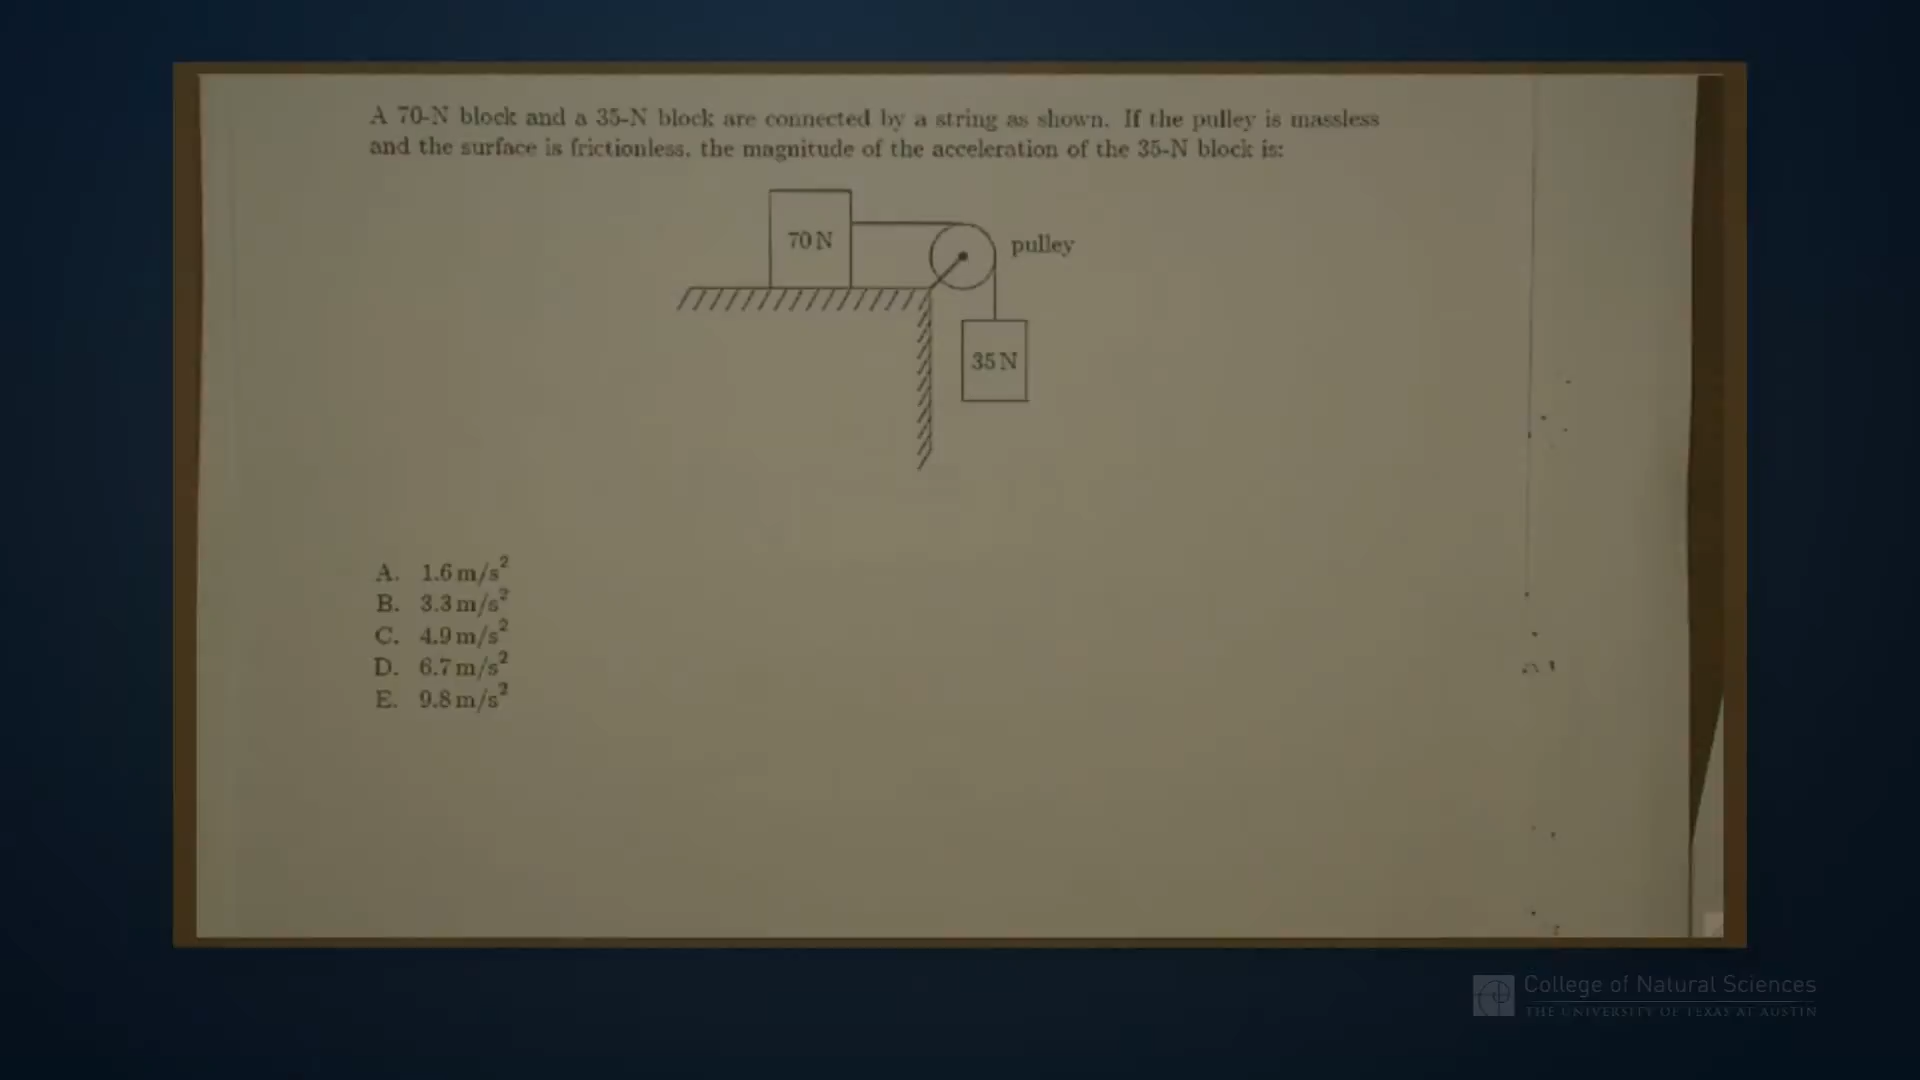 A 70-N block and a 35-N block are connected by a string as shown. If the pulley is massless
and the surface is frictionless, the magnitude of the acceleration of the 35-N block is:
70 N
pulley
35 N
A. 1.6 m/s²
B. 3.3 m/s²
C. 4.9 m/s²
D. 6.7 m/s²
E. 9.8 m/s²
College of Natural Sciences
THE UNIVERSITY OF TEXAS AT AUSTIN